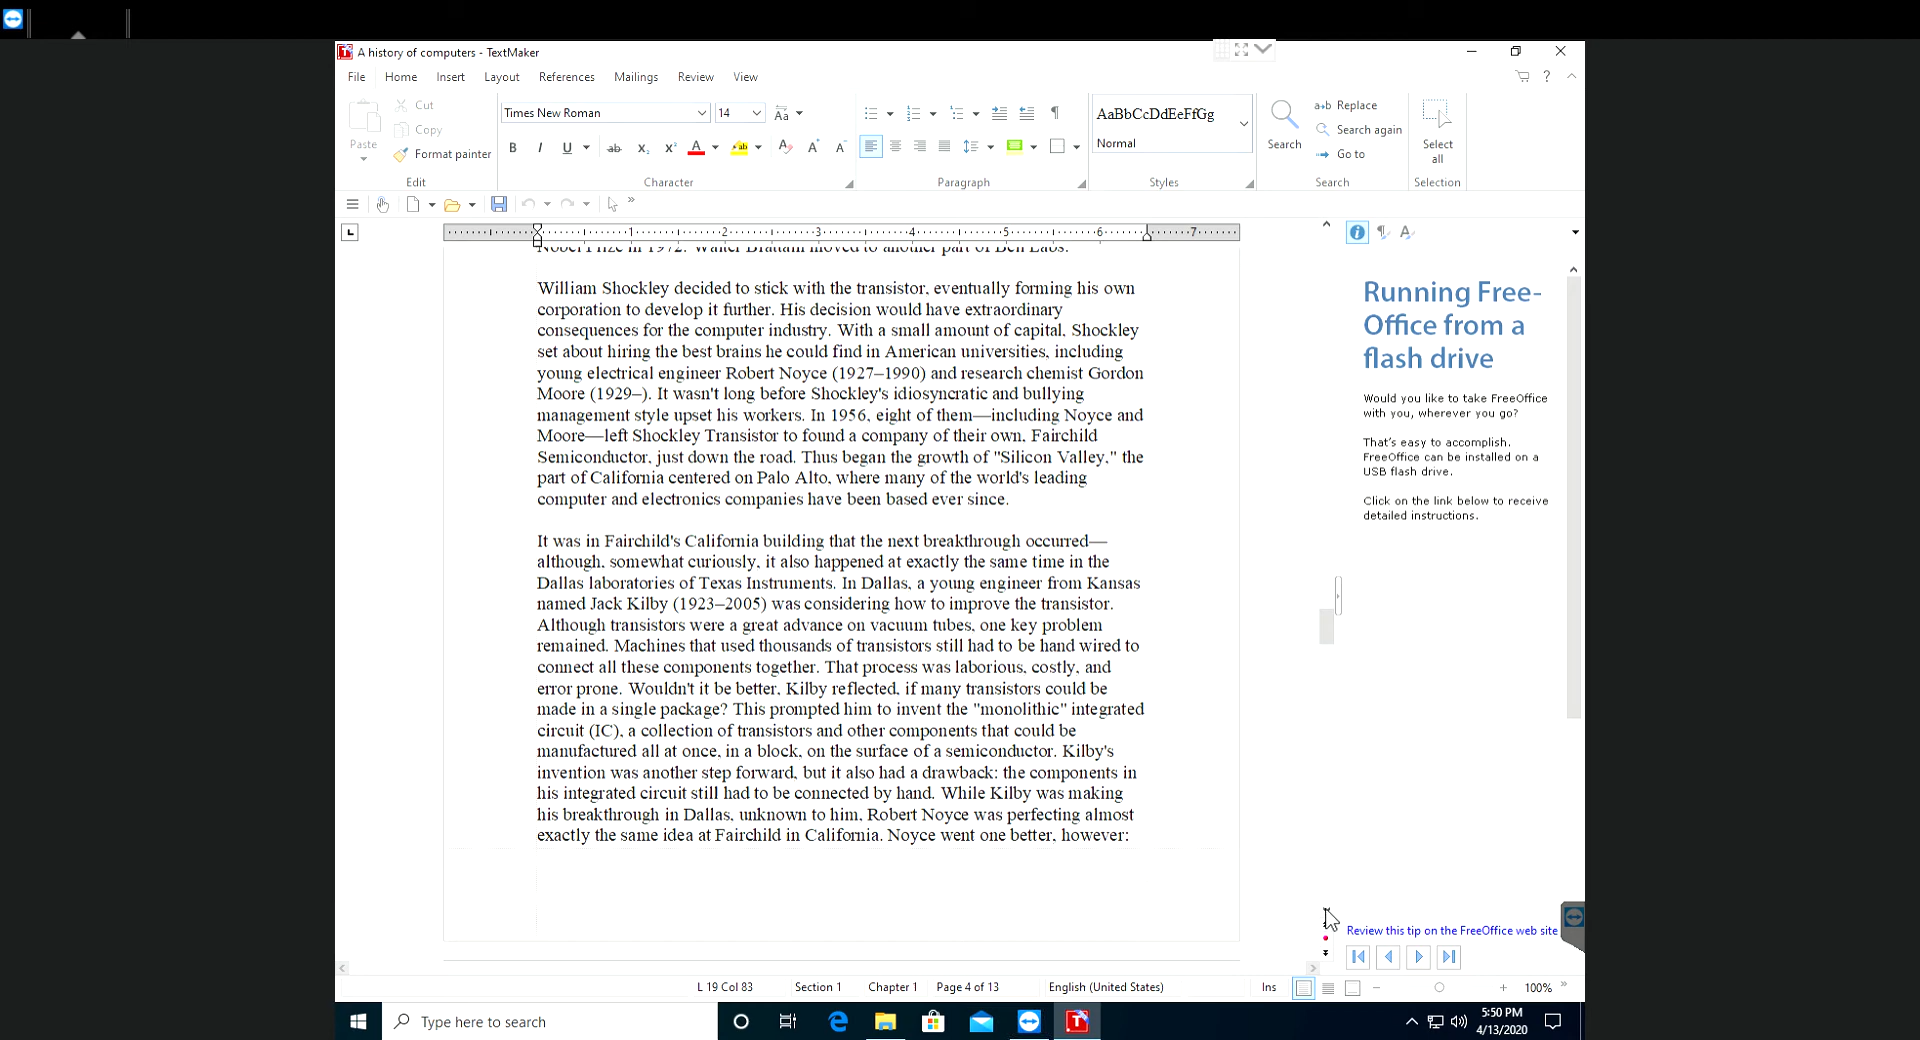 A history of computers - TextMaker
File Home Insert Layout References Mailings Review View
Paste
Cut
Copy
Format painter
Edit
Times New Roman 14
Character
Paragraph
AaBbCcDdEeFfGg
Normal
Styles
Search
Replace
Search again
Go to
Search
Select
all
Selection
1 2 3 4 5 6 7
Nobel Prize in 1972. Walter Brattain moved to another part of Bell Labs.
William Shockley decided to stick with the transistor, eventually forming his own
corporation to develop it further. His decision would have extraordinary
consequences for the computer industry. With a small amount of capital, Shockley
set about hiring the best brains he could find in American universities, including
young electrical engineer Robert Noyce (1927–1990) and research chemist Gordon
Moore (1929–). It wasn't long before Shockley's idiosyncratic and bullying
management style upset his workers. In 1956, eight of them—including Noyce and
Moore—left Shockley Transistor to found a company of their own, Fairchild
Semiconductor, just down the road. Thus began the growth of "Silicon Valley," the
part of California centered on Palo Alto, where many of the world's leading
computer and electronics companies have been based ever since.
It was in Fairchild's California building that the next breakthrough occurred—
although, somewhat curiously, it also happened at exactly the same time in the
Dallas laboratories of Texas Instruments. In Dallas, a young engineer from Kansas
named Jack Kilby (1923–2005) was considering how to improve the transistor.
Although transistors were a great advance on vacuum tubes, one key problem
remained. Machines that used thousands of transistors still had to be hand wired to
connect all these components together. That process was laborious, costly, and
error prone. Wouldn't it be better, Kilby reflected, if many transistors could be
made in a single package? This prompted him to invent the "monolithic" integrated
circuit (IC), a collection of transistors and other components that could be
manufactured all at once, in a block, on the surface of a semiconductor. Kilby's
invention was another step forward, but it also had a drawback: the components in
his integrated circuit still had to be connected by hand. While Kilby was making
his breakthrough in Dallas, unknown to him, Robert Noyce was perfecting almost
exactly the same idea at Fairchild in California. Noyce went one better, however:
Running Free-
Office from a
flash drive
Would you like to take FreeOffice
with you, wherever you go?
That's easy to accomplish.
FreeOffice can be installed on a
USB flash drive.
Click on the link below to receive
detailed instructions.
Review this tip on the FreeOffice web site
L 19 Col 83 Section 1 Chapter 1 Page 4 of 13 English (United States) Ins 100%
Type here to search
5:50 PM
4/13/2020